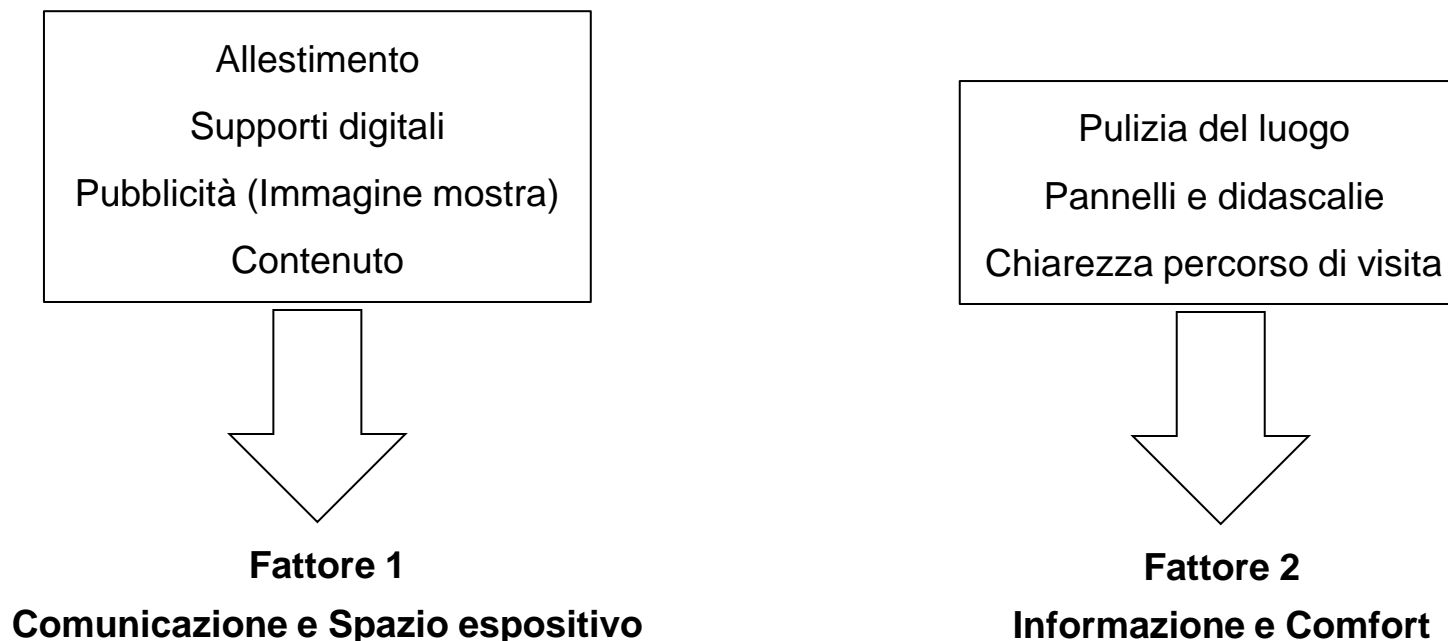 Allestimento
Supporti digitali
Pubblicità (Immagine mostra)
Contenuto
Fattore 1
Comunicazione e Spazio espositivo
Pulizia del luogo
Pannelli e didascalie
Chiarezza percorso di visita
Fattore 2
Informazione e Comfort